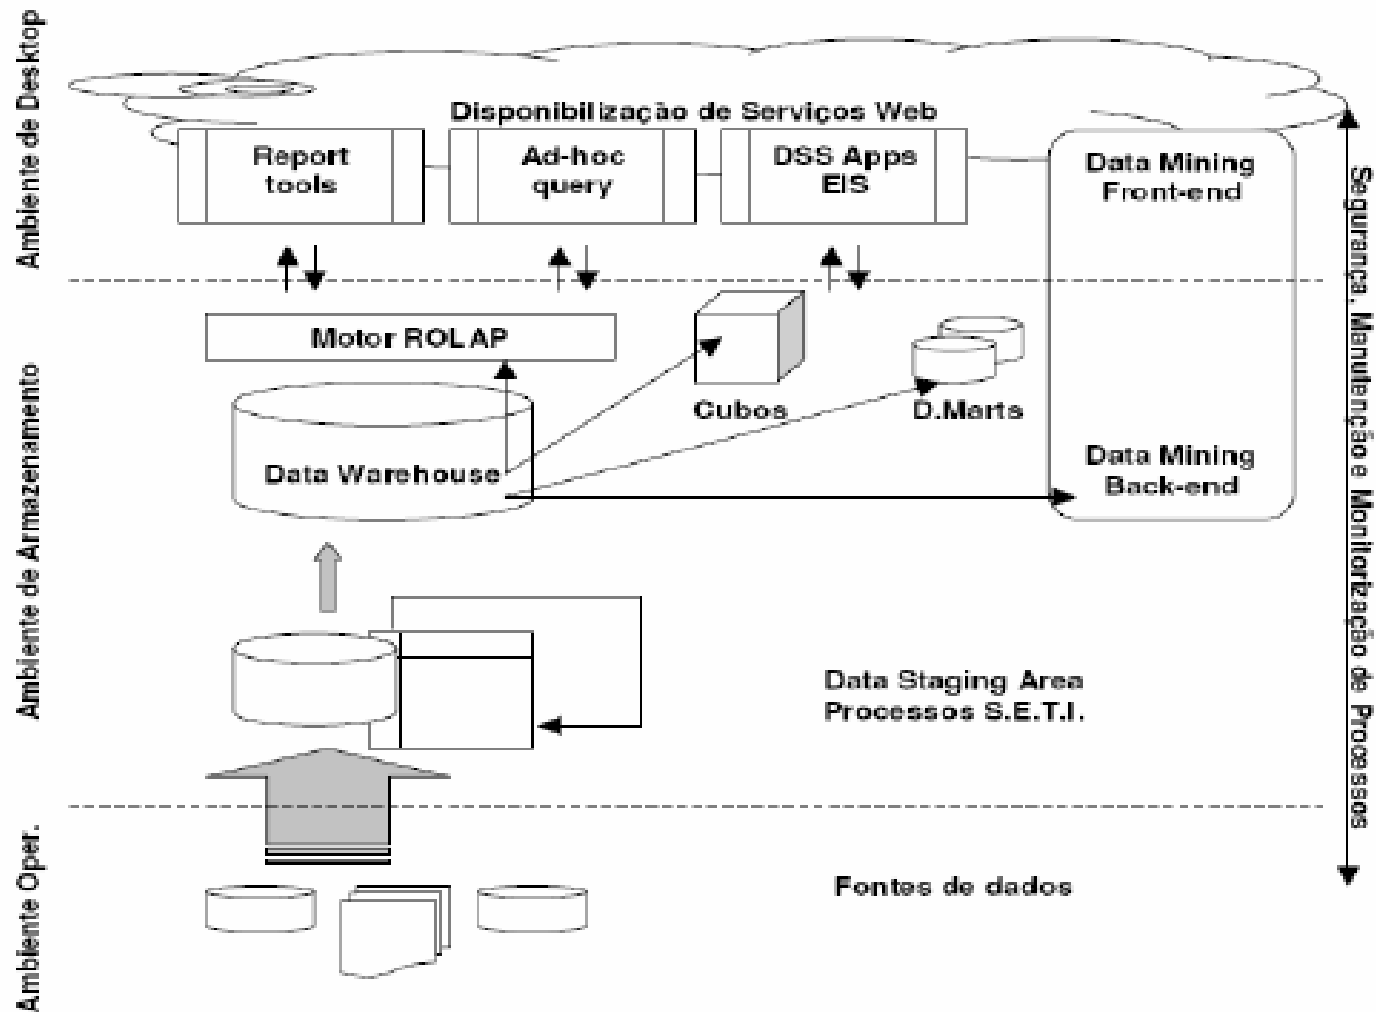 Ambiente de Desktop
Disponibilização de Serviços Web
Report
tools
Ad-hoc
query
DSS Apps
EIS
Data Mining
Front-end
Segurança, Manutenção e Monitorização de Processos
Ambiente de Armazenamento
Motor ROLAP
Cubos
D.Marts
Data Warehouse
Data Mining
Back-end
Data Staging Area
Processos S.E.T.I.
Ambiente Oper.
Fontes de dados